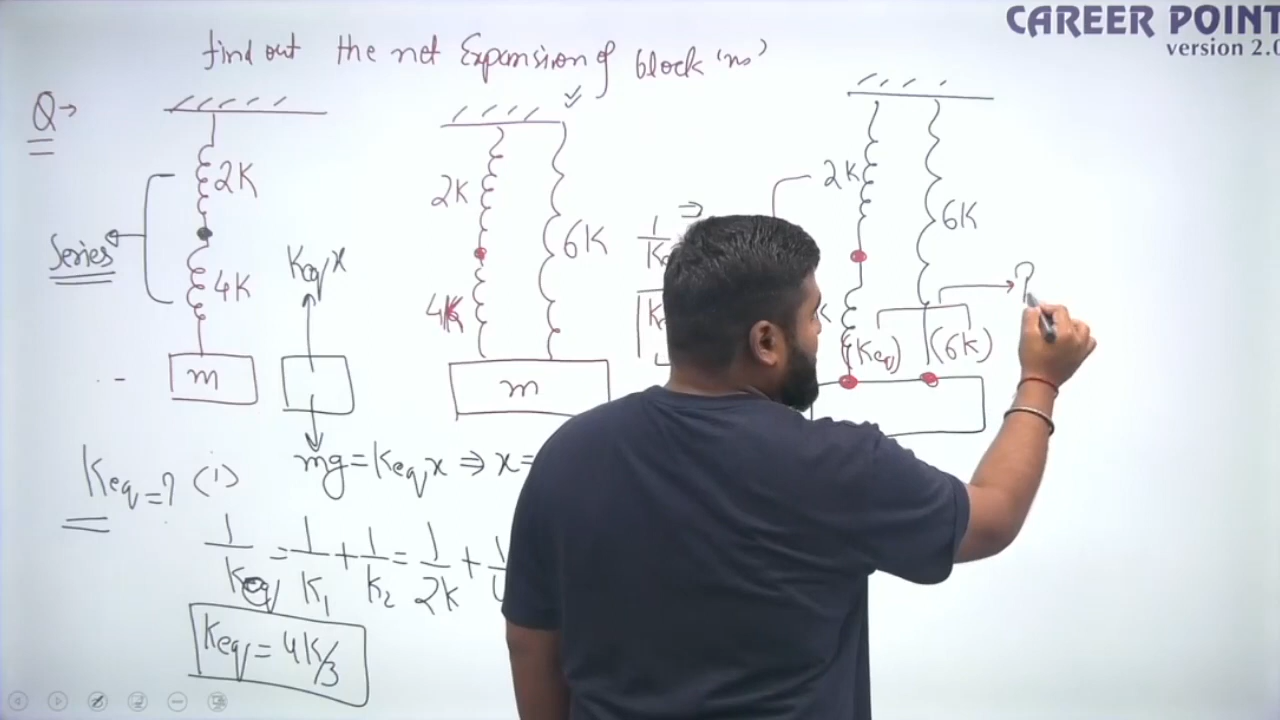 CAREER POINT
version 2.0
find out the net Expansion of block 'm'
Q→
2K
4K
Series
m
Keq x
mg = Keq x ⇒ x =
Keq = ? (i)
1/Keq = 1/K1 + 1/K2 = 1/2K +
Keq = 4K/3
2K
4K
6K
m
⇒
2K
6K
(Keq)
(6K)
?